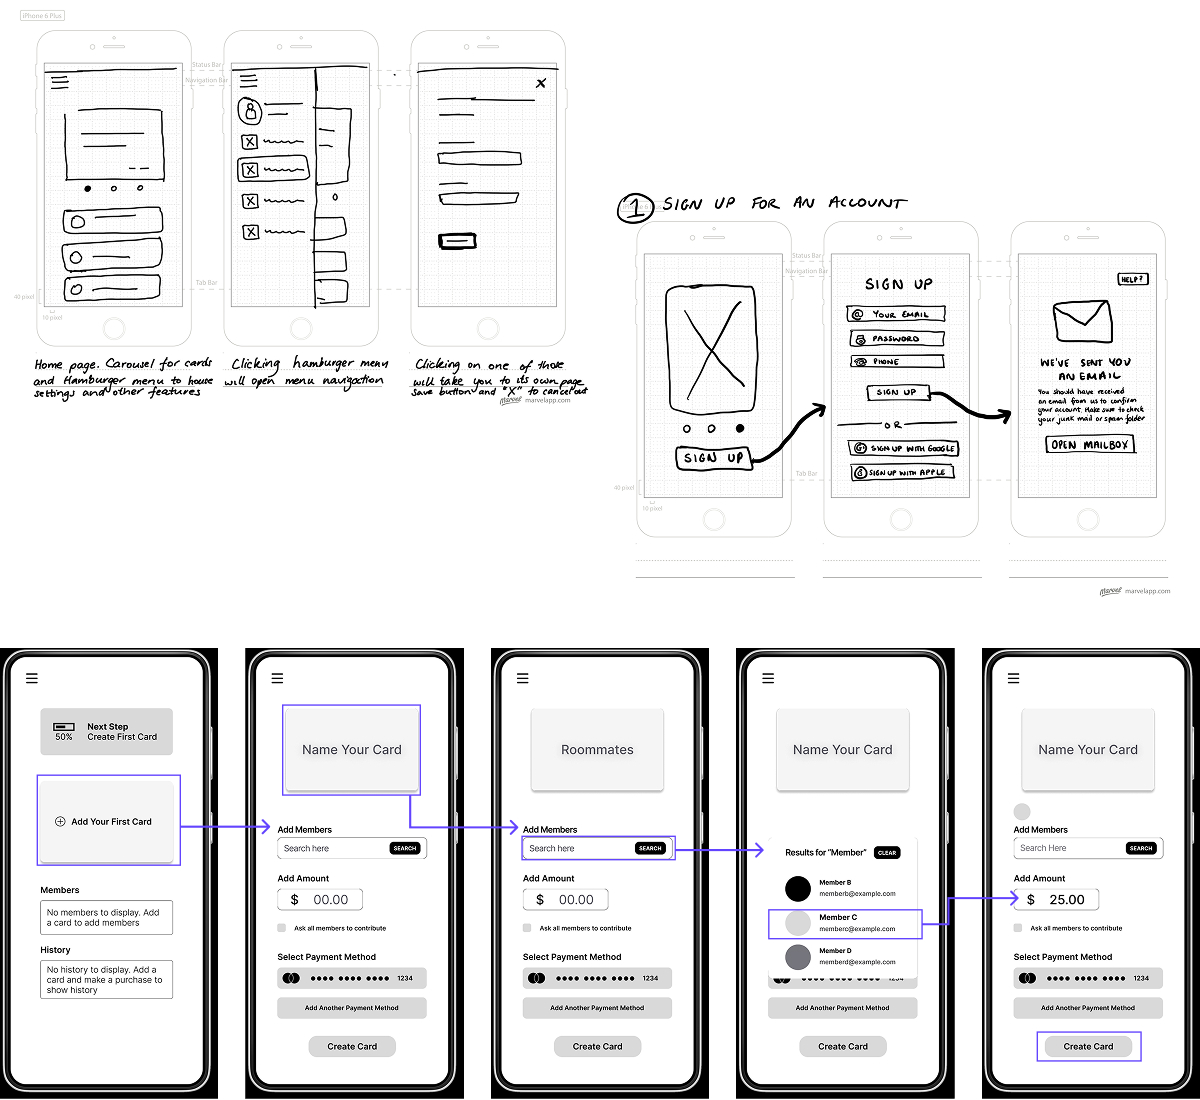 iPhone 6 Plus
Status Bar
Navigation Bar
X
X
X
X
X
Tab Bar
40 pixel
10 pixel
Home page. Carousel for cards
and Hamburger menu to house
settings and other features
Clicking hamburger menu
will open menu navigation
Clicking on one of those
will take you to its own page
save button and "X" to cancel out
Marvel marvelapp.com
1 SIGN UP FOR AN ACCOUNT
Status Bar
Navigation Bar
Tab Bar
40 pixel
10 pixel
SIGN UP
SIGN UP
@ YOUR EMAIL
PASSWORD
PHONE
SIGN UP
OR
G+ SIGN UP WITH GOOGLE
SIGN UP WITH APPLE
HELP?
WE'VE SENT YOU
AN EMAIL
You should have received
an email from us to confirm
your account. Make sure to check
your junk mail or spam folder
OPEN MAILBOX
Marvel marvelapp.com
50%
Next Step
Create First Card
Add Your First Card
Members
No members to display. Add
a card to add members
History
No history to display. Add a
card and make a purchase to
show history
Name Your Card
Add Members
Search here
SEARCH
Add Amount
$ 00.00
Ask all members to contribute
Select Payment Method
1234
Add Another Payment Method
Create Card
Roommates
Add Members
Search here
SEARCH
Add Amount
$ 00.00
Ask all members to contribute
Select Payment Method
1234
Add Another Payment Method
Create Card
Name Your Card
Results for "Member"
CLEAR
Member B
memberb@example.com
Member C
memberc@example.com
Member D
memberd@example.com
1234
Add Another Payment Method
Create Card
Name Your Card
Add Members
Search here
SEARCH
Add Amount
$ 25.00
Ask all members to contribute
Select Payment Method
1234
Add Another Payment Method
Create Card